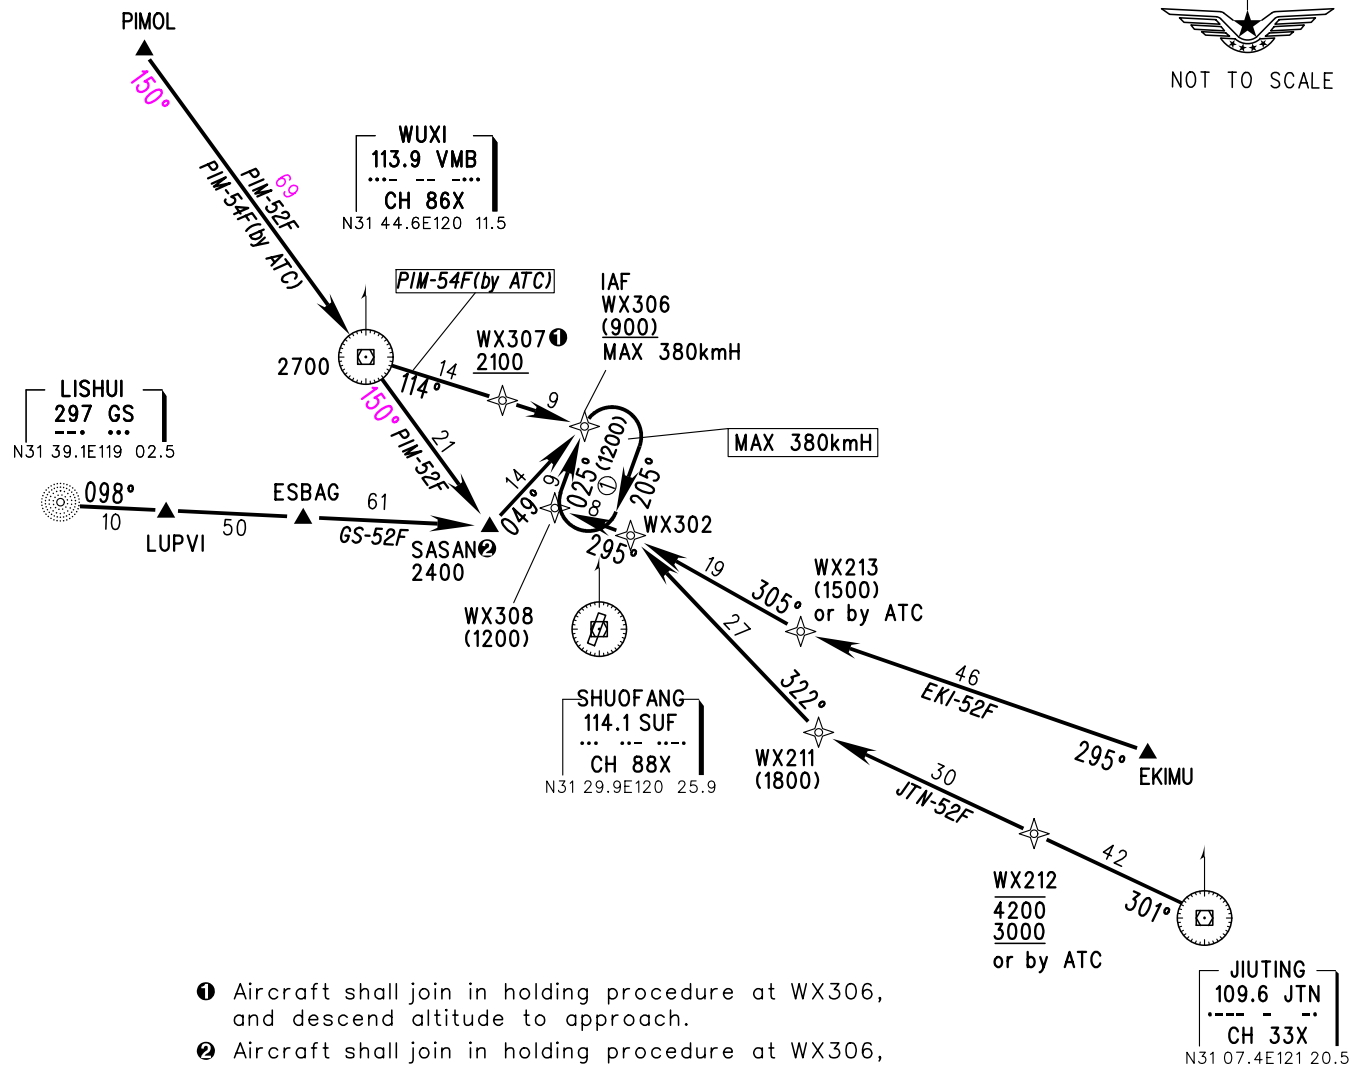 PIMOL
150°
69
PIM-52F
PIM-54F(by ATC)
NOT TO SCALE
WUXI
113.9 VMB
CH 86X
N31 44.6E120 11.5
PIM-54F(by ATC)
IAF
WX306
(900)
MAX 380kmH
WX307❶
2100
2700
14
114°
9
150°
PIM-52F
21
LISHUI
297 GS
N31 39.1E119 02.5
098°
10
LUPVI
50
ESBAG
61
GS-52F
SASAN❷
2400
14
049°
9
025°
8 ① (1200)
205°
MAX 380kmH
WX302
295°
WX308
(1200)
19
305°
WX213
(1500)
or by ATC
27
322°
46
EKI-52F
295°
EKIMU
SHUOFANG
114.1 SUF
CH 88X
N31 29.9E120 25.9
WX211
(1800)
30
JTN-52F
42
301°
WX212
4200
3000
or by ATC
JIUTING
109.6 JTN
CH 33X
N31 07.4E121 20.5
❶ Aircraft shall join in holding procedure at WX306,
and descend altitude to approach.
❷ Aircraft shall join in holding procedure at WX306,